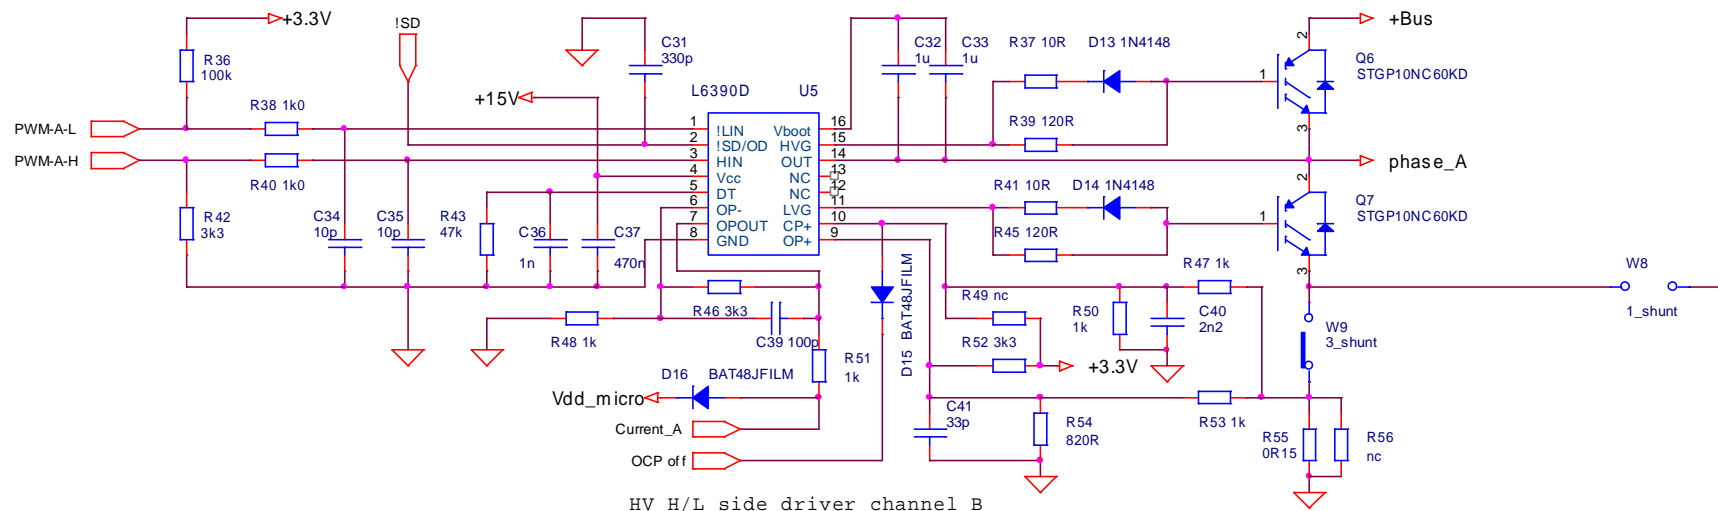 +3.3V
!SD
+Bus
R36
100k
C31
330p
C32
1u
C33
1u
R37 10R
D13 1N4148
Q6
STGP10NC60KD
2
1
3
+15V
L6390D
U5
R38 1k0
PWM-A-L
PWM-A-H
R40 1k0
R39 120R
phase_A
1
2
3
4
5
6
7
8
!LIN
!SD/OD
HIN
Vcc
DT
OP-
OPOUT
GND
Vboot
HVG
OUT
NC
NC
LVG
CP+
OP+
16
15
14
13
12
11
10
9
R41 10R
D14 1N4148
Q7
STGP10NC60KD
2
1
3
R42
3k3
C34
10p
C35
10p
R43
47k
C36
1n
C37
470n
R45 120R
R47 1k
W8
1_shunt
R46 3k3
R48 1k
C39 100p
D15 BAT48JFILM
R49 nc
R50
1k
C40
2n2
W9
3_shunt
R52 3k3
+3.3V
R51
1k
D16 BAT48JFILM
Vdd_micro
Current_A
OCP off
C41
33p
R54
820R
R53 1k
R55
0R15
R56
nc
HV H/L side driver channel B